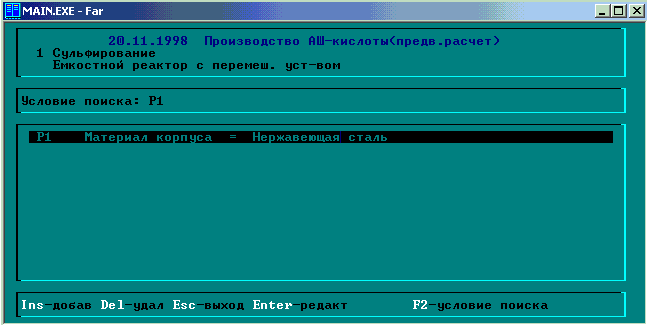 MAIN.EXE - Far
20.11.1998 Производство АШ-кислоты(предв.расчет)
1 Сульфирование
Емкостной реактор с перемеш. уст-вом
Условие поиска: P1
P1 Материал корпуса = Нержавеющая сталь
Ins-добав Del-удал Esc-выход Enter-редакт F2-условие поиска